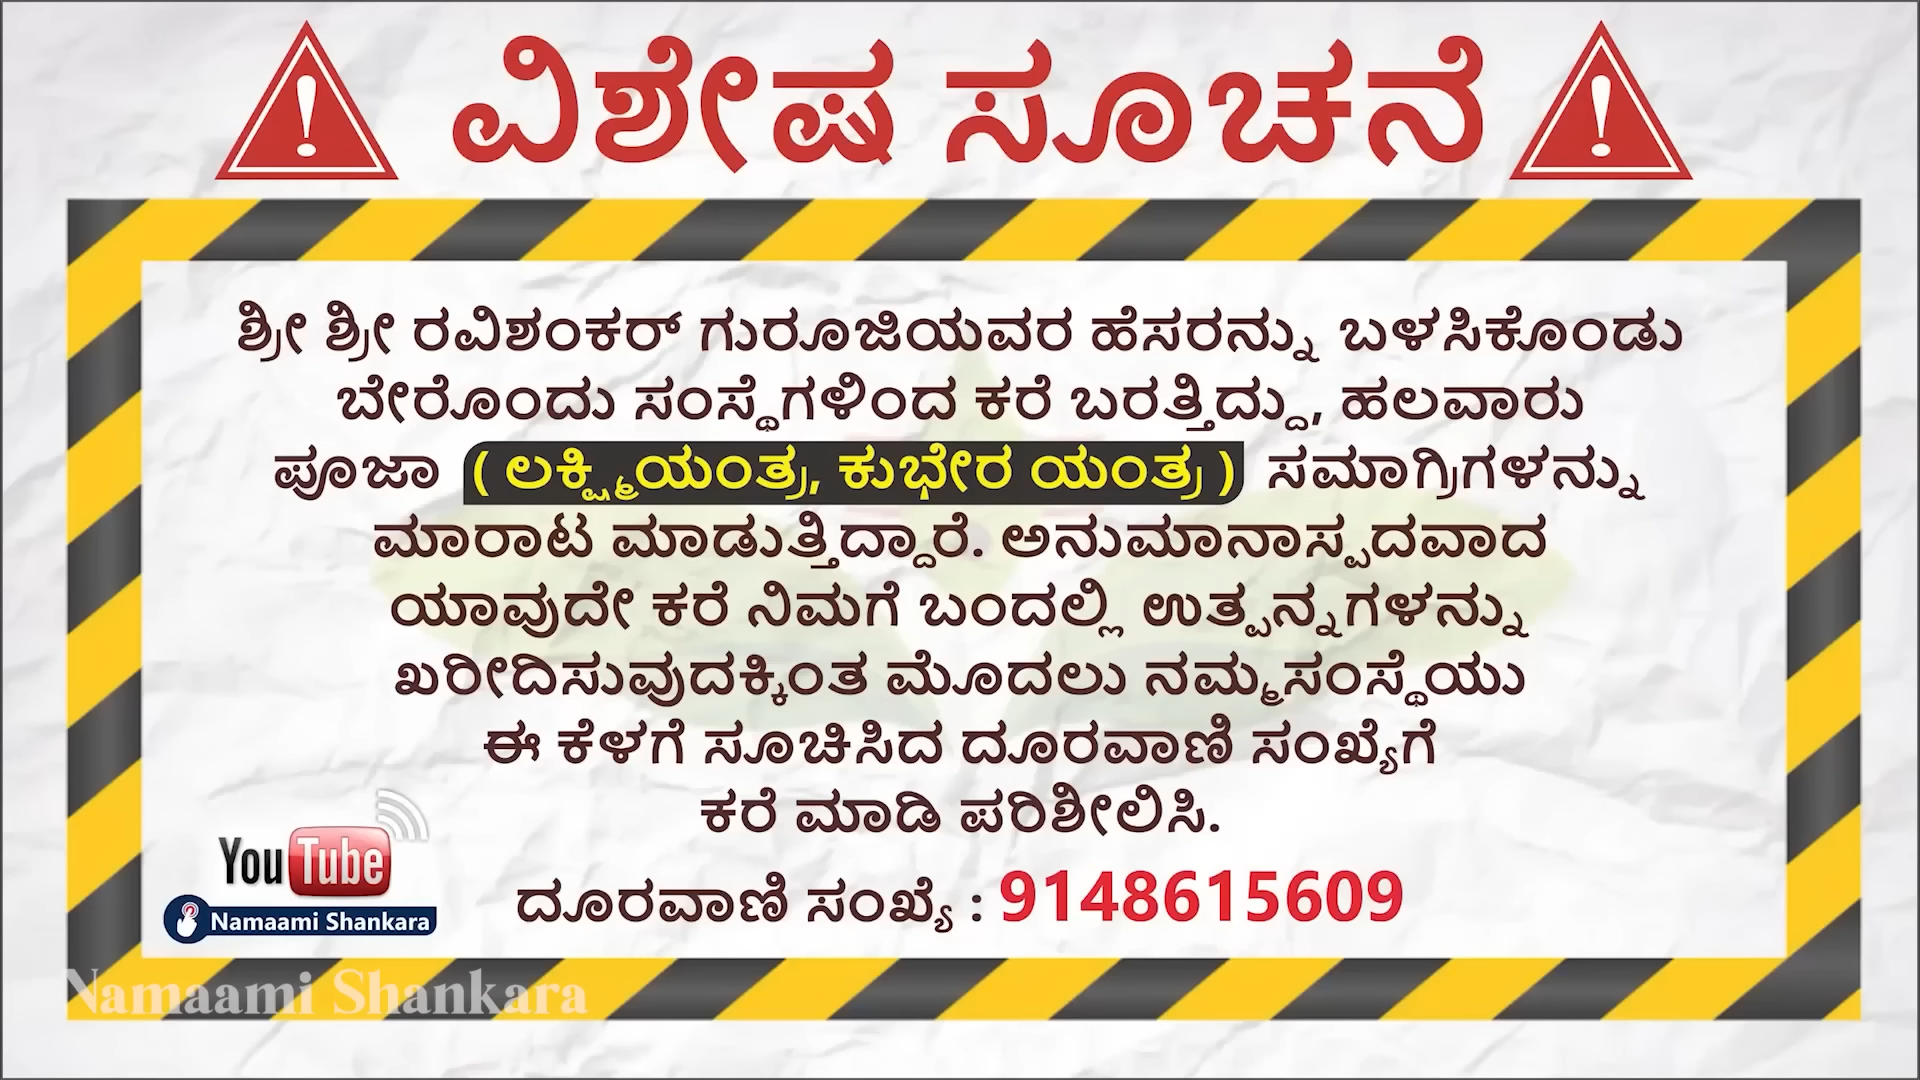 ವಿಶೇಷ ಸೂಚನೆ
ಶ್ರೀ ಶ್ರೀ ರವಿಶಂಕರ್ ಗುರೂಜಿಯವರ ಹೆಸರನ್ನು ಬಳಸಿಕೊಂಡು
ಬೇರೊಂದು ಸಂಸ್ಥೆಗಳಿಂದ ಕರೆ ಬರತ್ತಿದ್ದು, ಹಲವಾರು
ಪೂಜಾ ( ಲಕ್ಷ್ಮಿಯಂತ್ರ, ಕುಭೇರ ಯಂತ್ರ ) ಸಮಾಗ್ರಿಗಳನ್ನು
ಮಾರಾಟ ಮಾಡುತ್ತಿದ್ದಾರೆ. ಅನುಮಾನಾಸ್ಪದವಾದ
ಯಾವುದೇ ಕರೆ ನಿಮಗೆ ಬಂದಲ್ಲಿ ಉತ್ಪನ್ನಗಳನ್ನು
ಖರೀದಿಸುವುದಕ್ಕಿಂತ ಮೊದಲು ನಮ್ಮಸಂಸ್ಥೆಯು
ಈ ಕೆಳಗೆ ಸೂಚಿಸಿದ ದೂರವಾಣಿ ಸಂಖ್ಯೆಗೆ
ಕರೆ ಮಾಡಿ ಪರಿಶೀಲಿಸಿ.
ದೂರವಾಣಿ ಸಂಖ್ಯೆ : 9148615609
YouTube
Namaami Shankara
Namaami Shankara